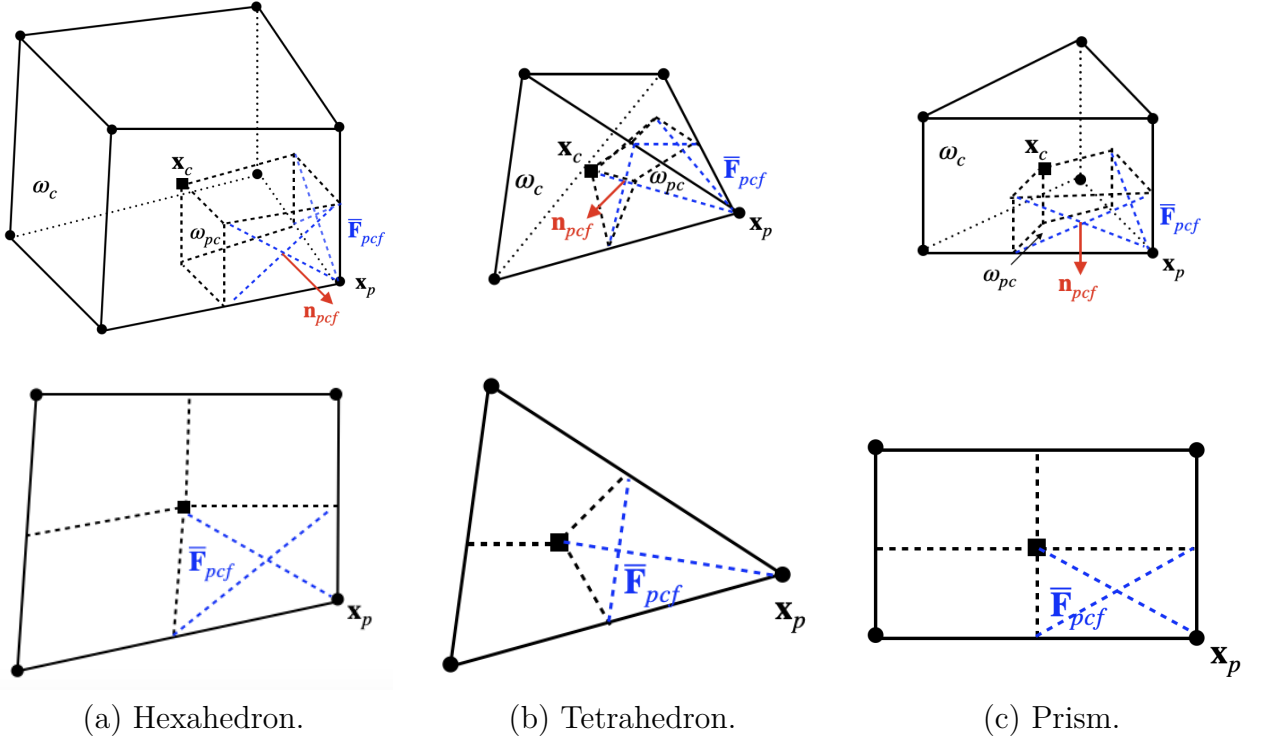 x_c
ω_c
ω_pc
F̅_pcf
x_p
n_pcf
x_c
ω_c
ω_pc
F̅_pcf
n_pcf
x_p
ω_c
x_c
F̅_pcf
ω_pc
x_p
n_pcf
F̅_pcf
x_p
F̅_pcf
x_p
F̅_pcf
x_p
(a) Hexahedron.
(b) Tetrahedron.
(c) Prism.